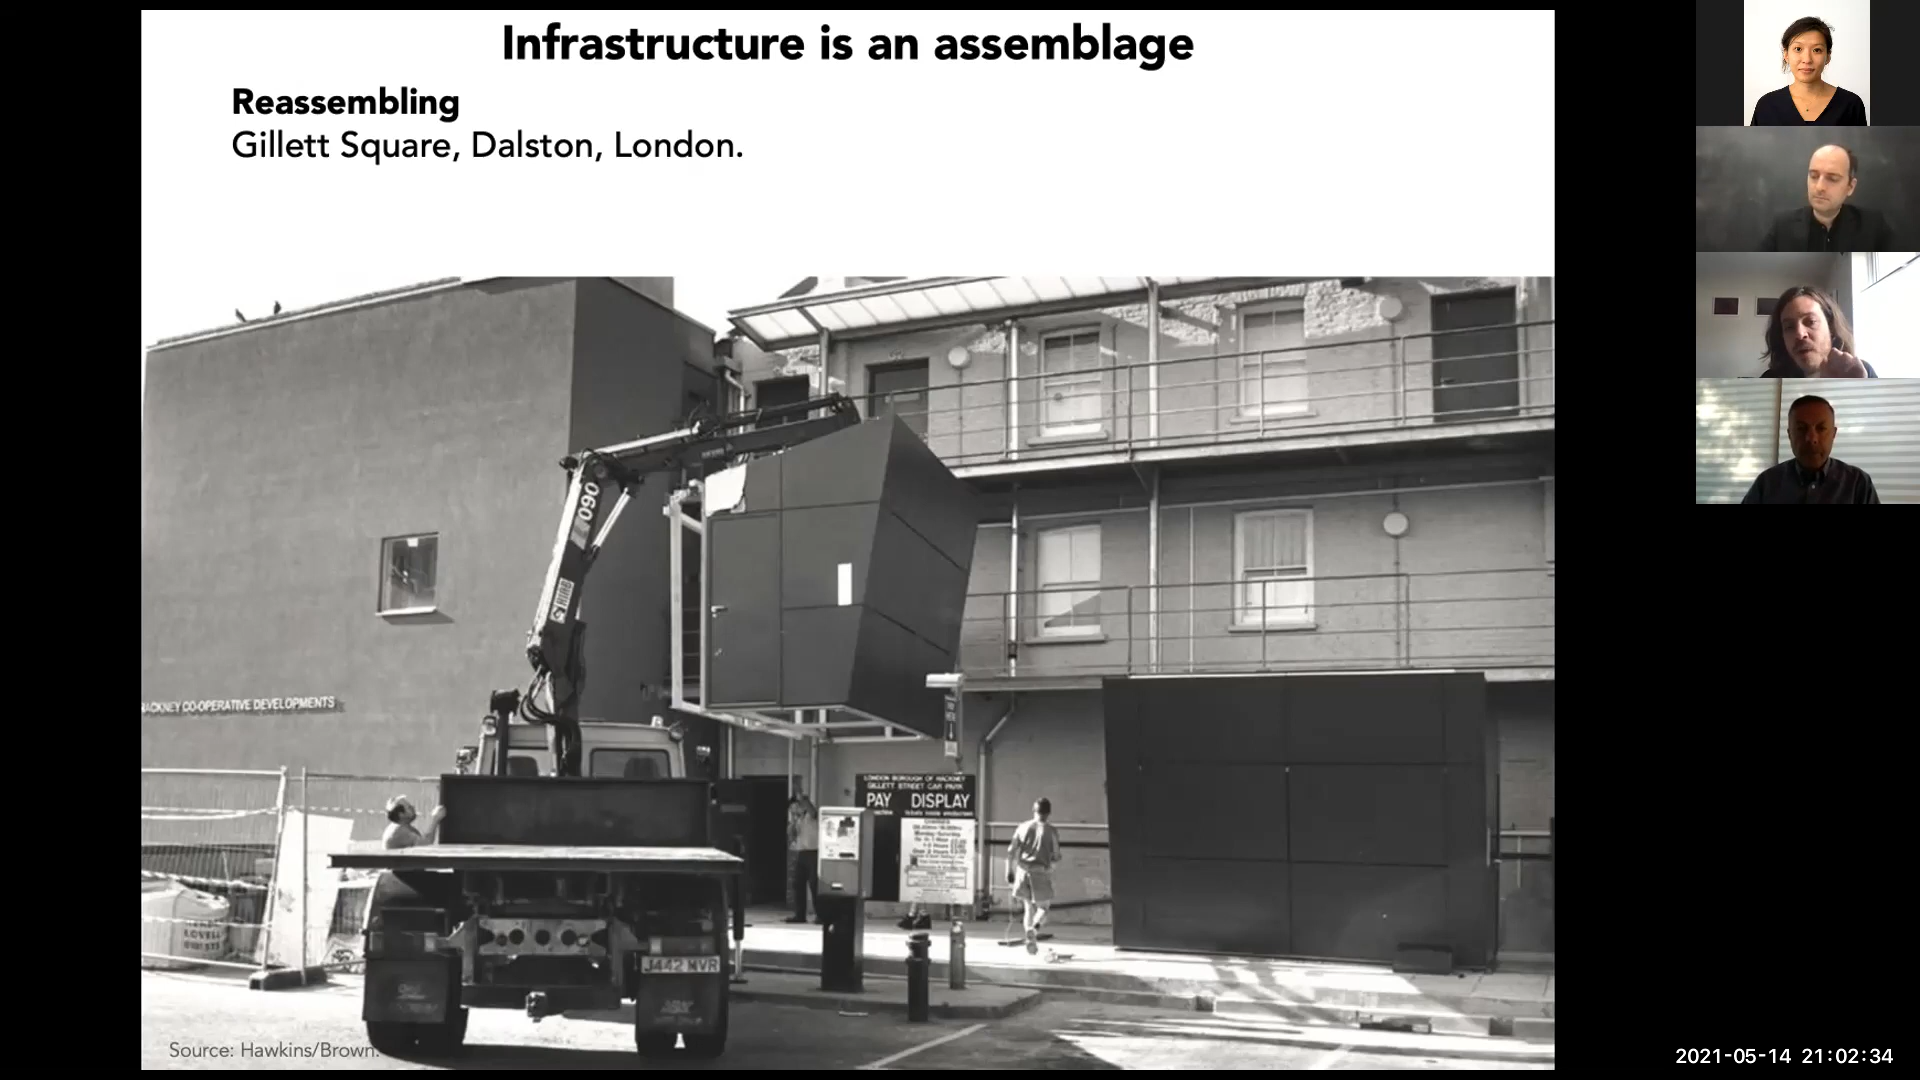 Infrastructure is an assemblage
Reassembling
Gillett Square, Dalston, London.
090
HIAB
HACKNEY CO-OPERATIVE DEVELOPMENTS
LONDON BOROUGH OF HACKNEY
GILLETT STREET CAR PARK
PAY DISPLAY
J442 MVR
Source: Hawkins/Brown.
2021-05-14 21:02:34